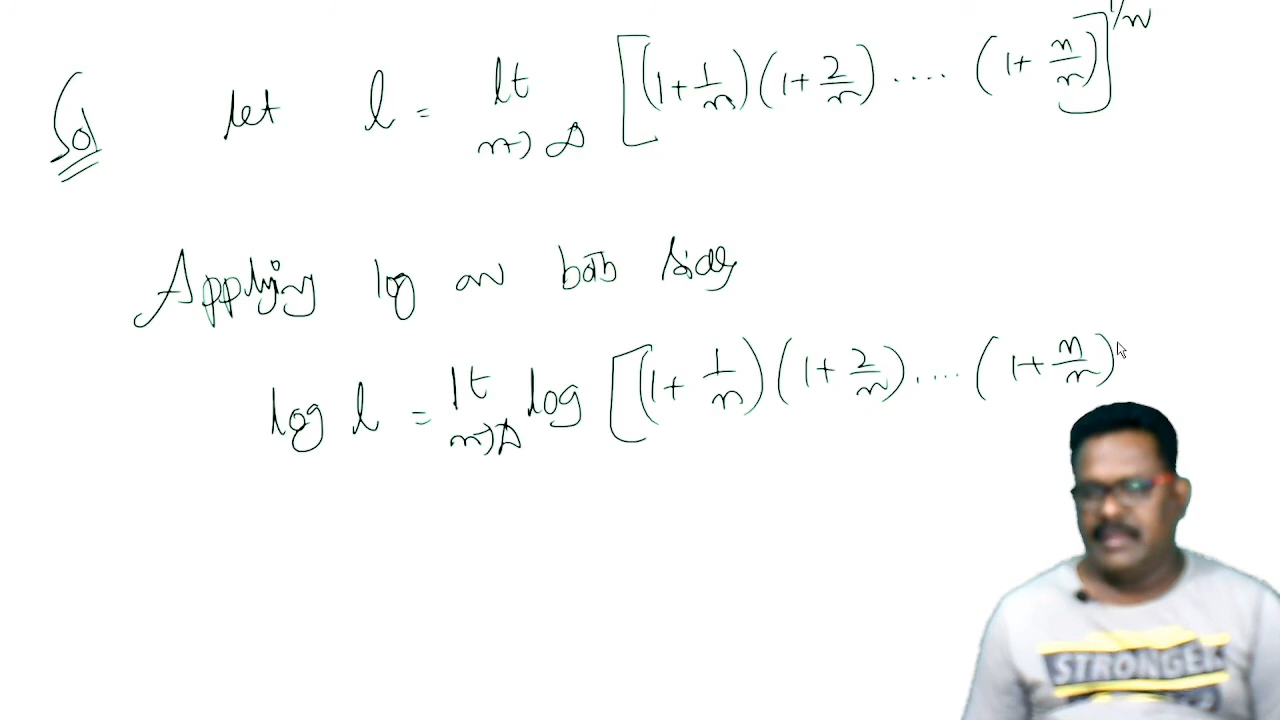 Sol let l = lt n→∞ [(1+1/n)(1+2/n)....(1+n/n)]^1/n
Applying log on both sides
log l = lt n→∞ log [(1+1/n)(1+2/n)....(1+n/n)
STRONGER